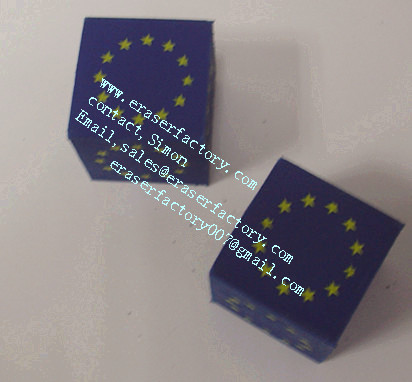 www.eraserfactory.com
contact, Simon
Email,sales@eraserfactory.com
eraserfactory007@gmail.com